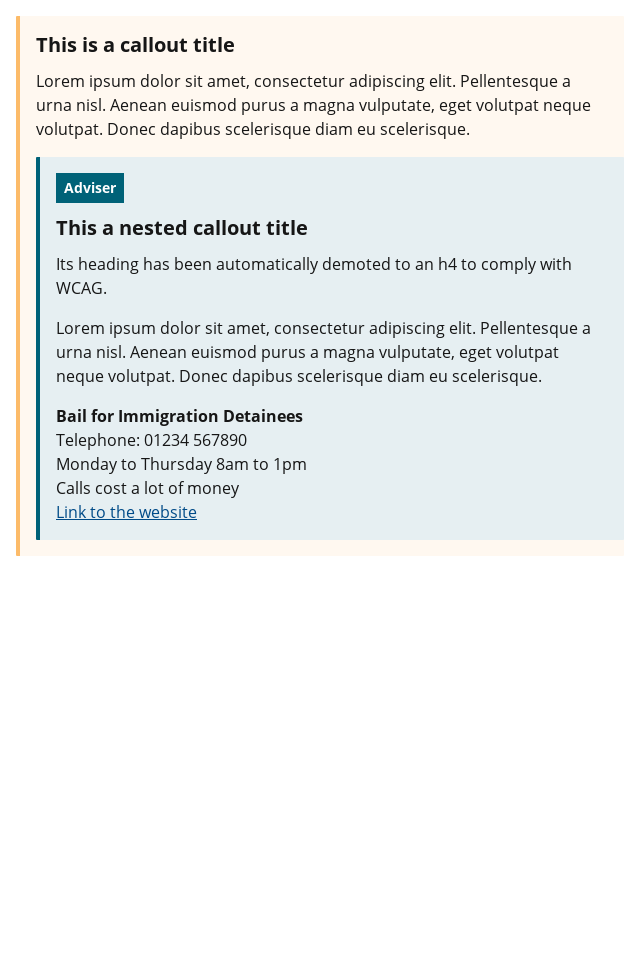 This is a callout title
Lorem ipsum dolor sit amet, consectetur adipiscing elit. Pellentesque a
urna nisl. Aenean euismod purus a magna vulputate, eget volutpat neque
volutpat. Donec dapibus scelerisque diam eu scelerisque.
Adviser
This a nested callout title
Its heading has been automatically demoted to an h4 to comply with
WCAG.
Lorem ipsum dolor sit amet, consectetur adipiscing elit. Pellentesque a
urna nisl. Aenean euismod purus a magna vulputate, eget volutpat
neque volutpat. Donec dapibus scelerisque diam eu scelerisque.
Bail for Immigration Detainees
Telephone: 01234 567890
Monday to Thursday 8am to 1pm
Calls cost a lot of money
Link to the website